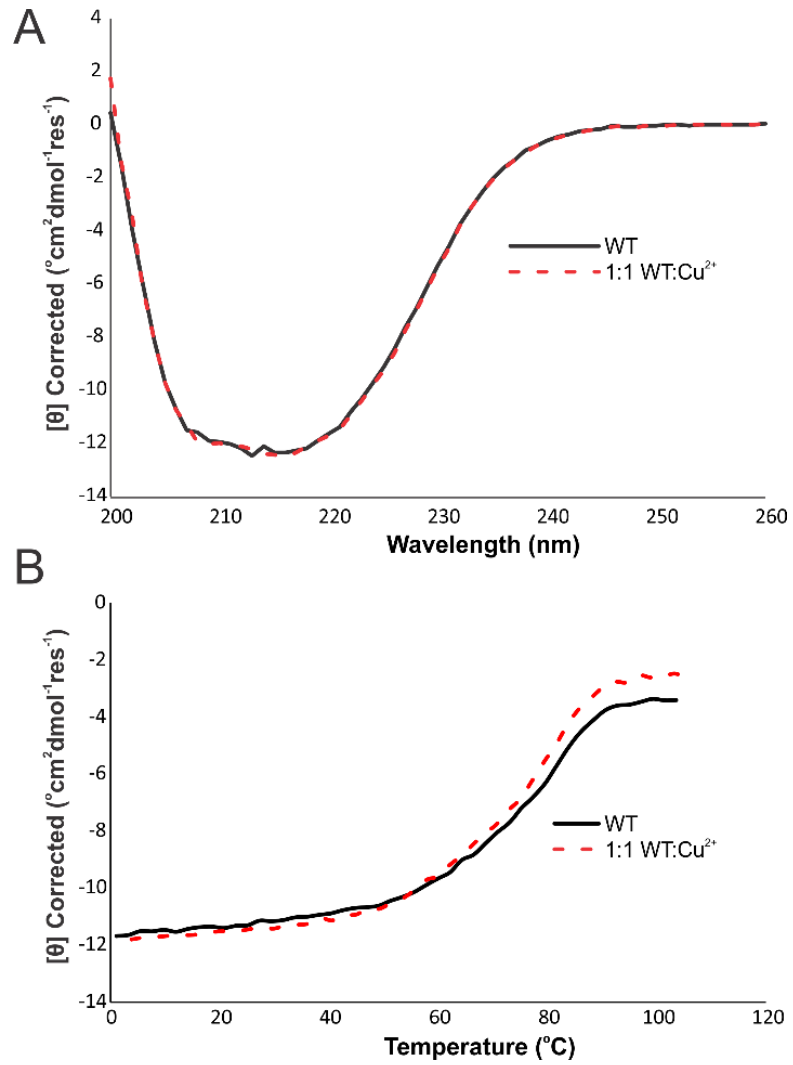 A
[θ] Corrected (°cm²dmol⁻¹res⁻¹)
4
2
0
-2
-4
-6
-8
-10
-12
-14
WT
1:1 WT:Cu²⁺
200 210 220 230 240 250 260
Wavelength (nm)
B
[θ] Corrected (°cm²dmol⁻¹res⁻¹)
0
-2
-4
-6
-8
-10
-12
-14
WT
1:1 WT:Cu²⁺
0 20 40 60 80 100 120
Temperature (°C)